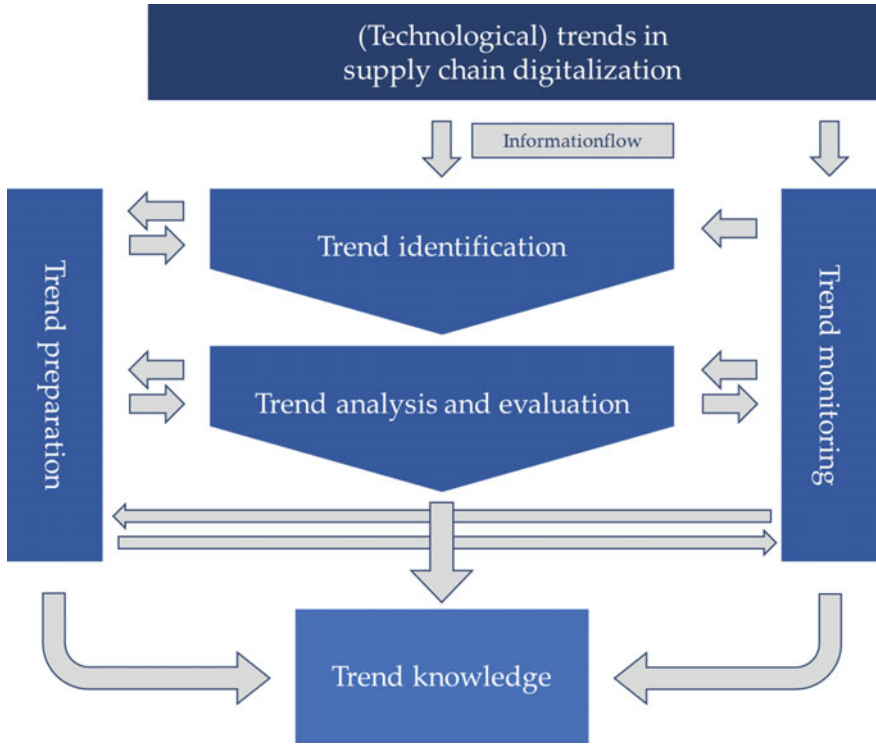 (Technological) trends in
supply chain digitalization
Informationflow
Trend identification
Trend preparation
Trend monitoring
Trend analysis and evaluation
Trend knowledge